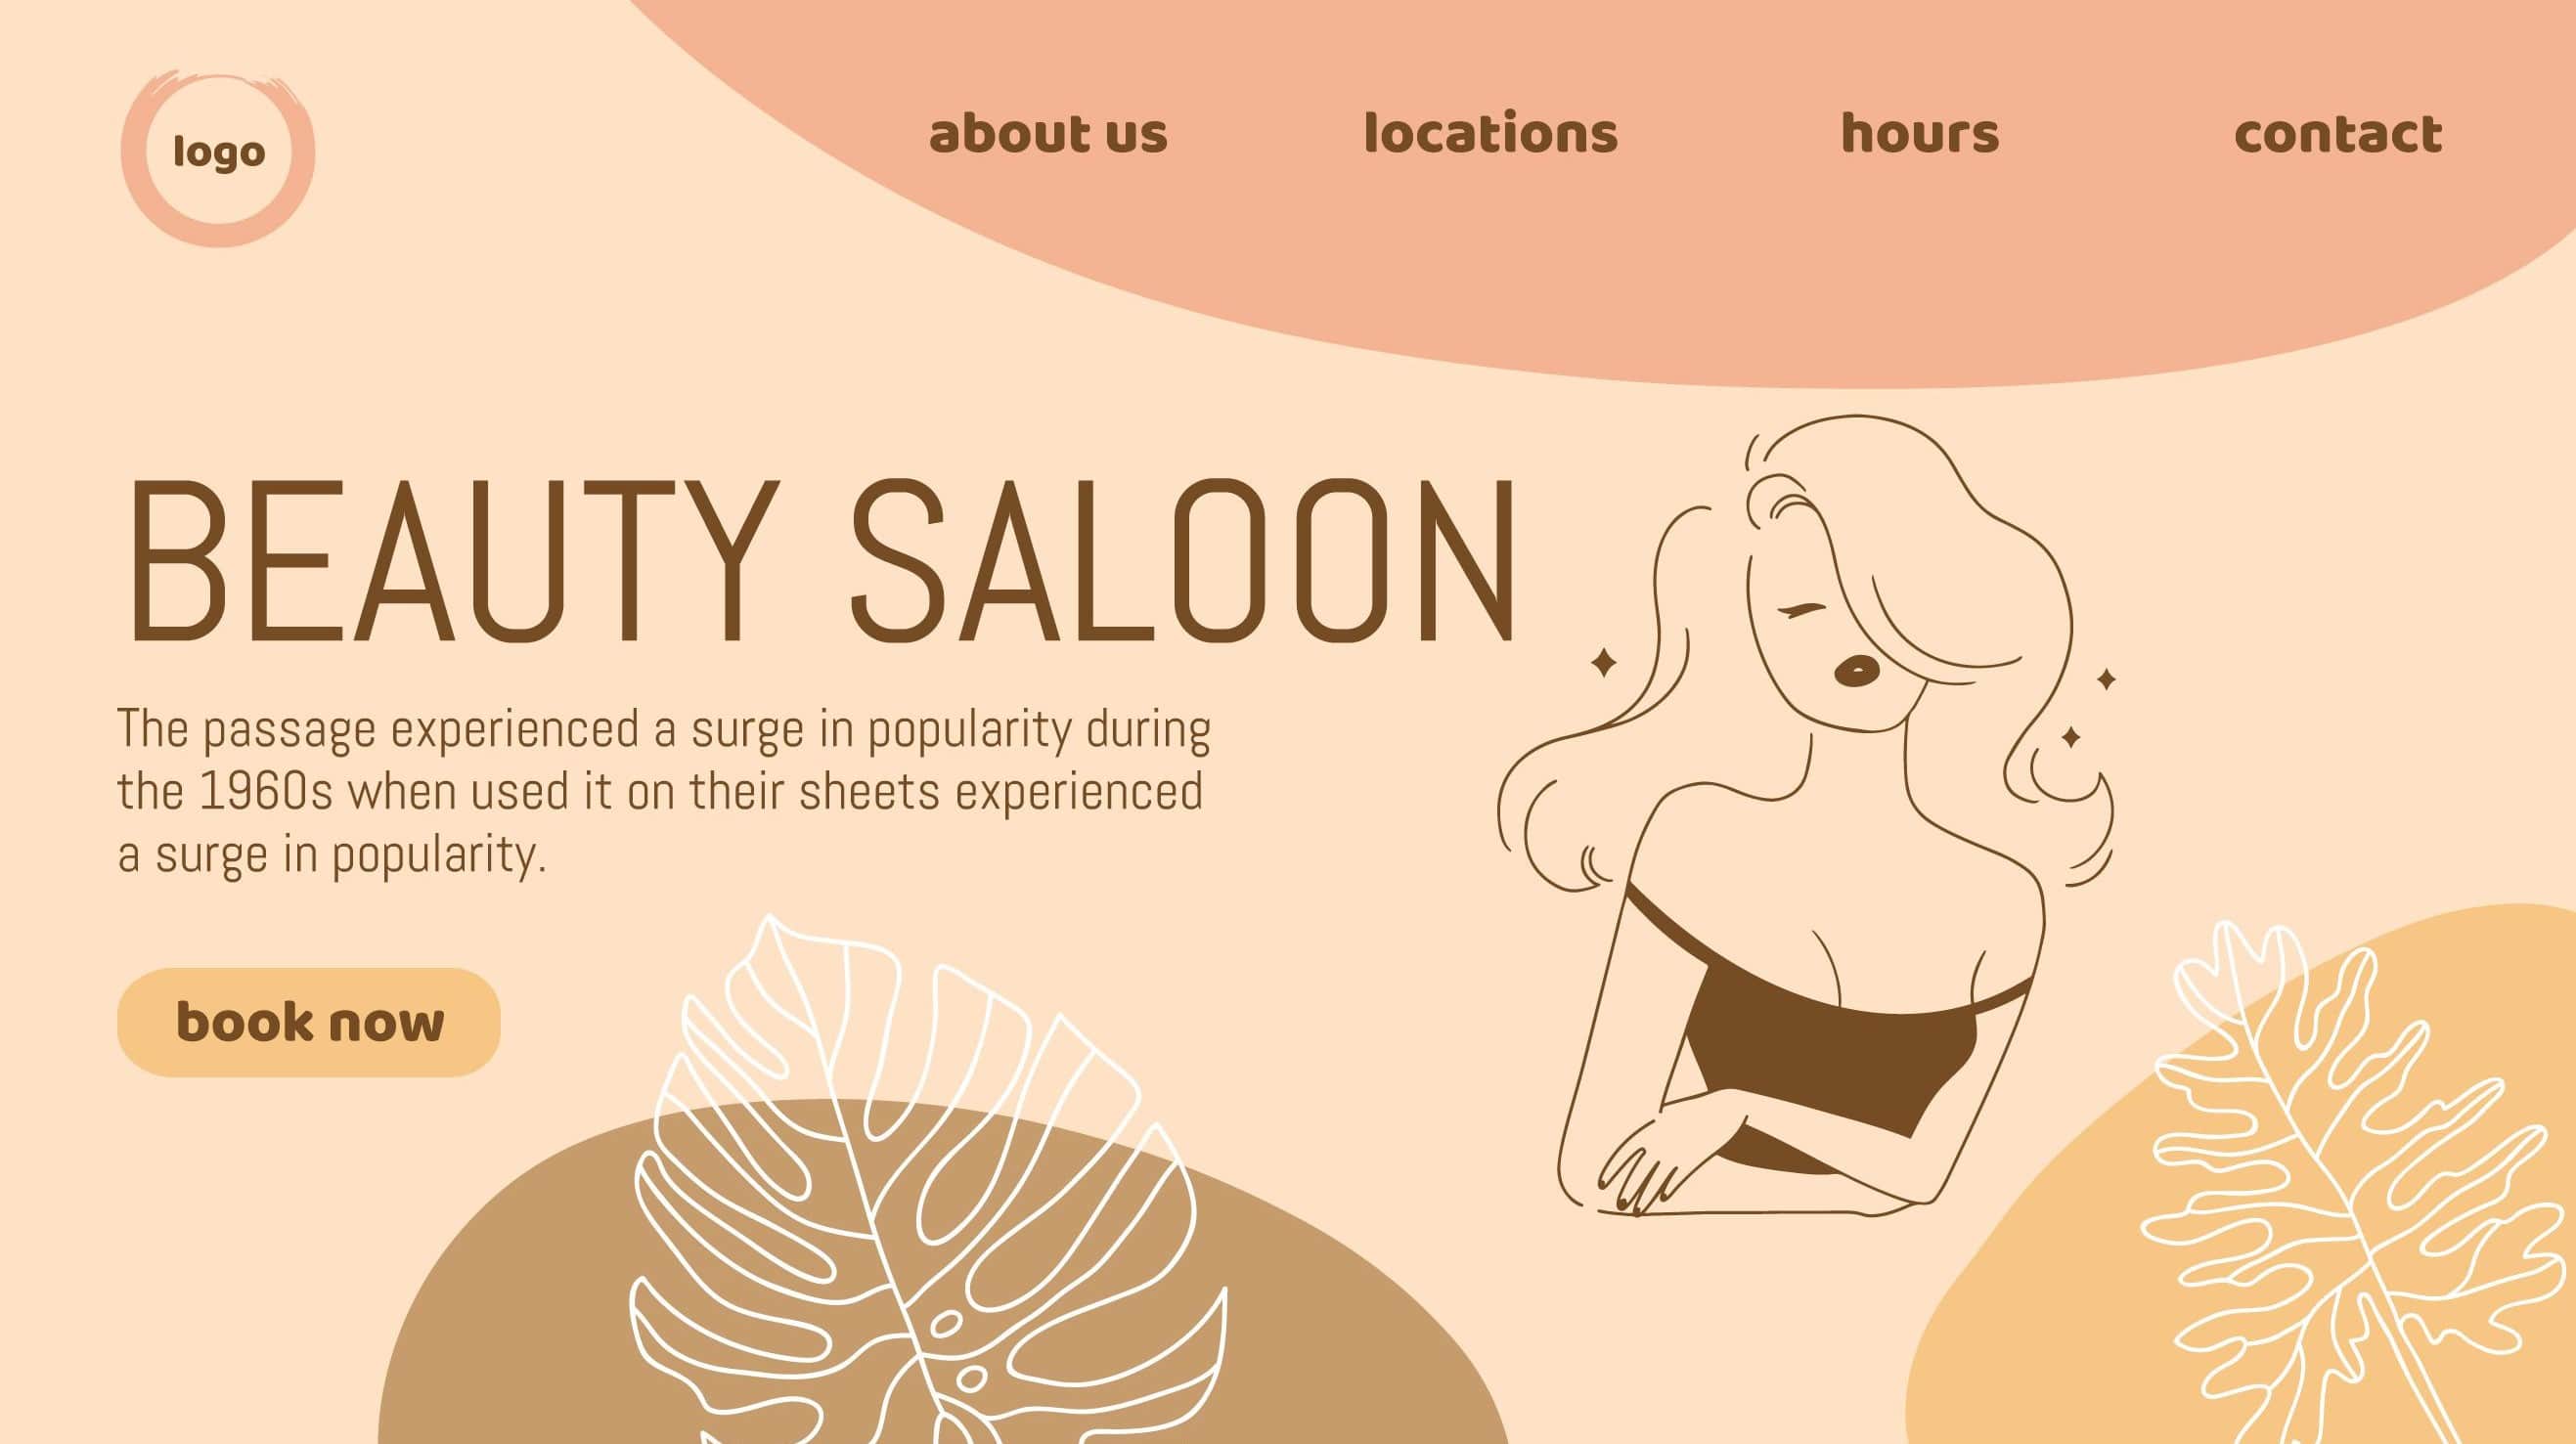 logo
about us
locations
hours
contact
BEAUTY SALOON
The passage experienced a surge in popularity during
the 1960s when used it on their sheets experienced
a surge in popularity.
book now